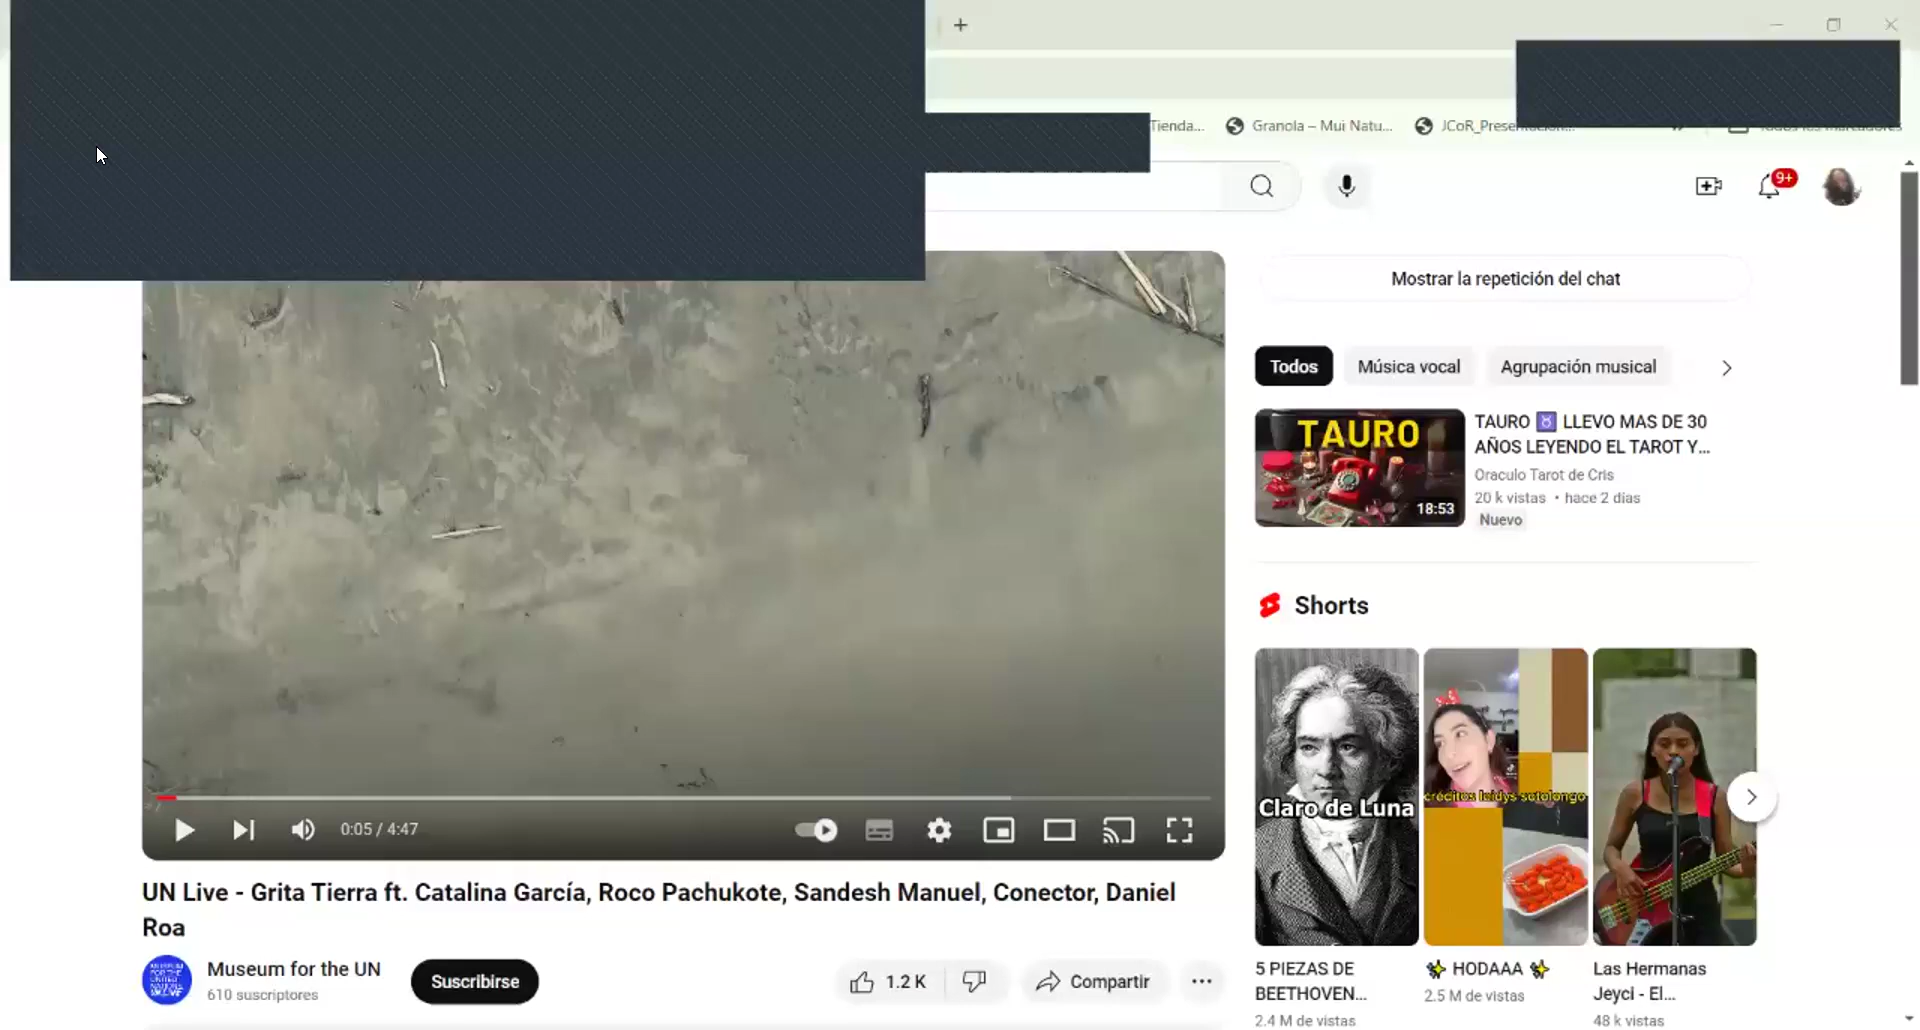 Tienda... Granola – Mui Natu...
9+
Mostrar la repetición del chat
Todos Música vocal Agrupación musical
TAURO
18:53
TAURO ♉ LLEVO MAS DE 30
AÑOS LEYENDO EL TAROT Y...
Oraculo Tarot de Cris
20 k vistas • hace 2 días
Nuevo
Shorts
Claro de Luna
créditos leidys sotolongo
0:05 / 4:47
UN Live - Grita Tierra ft. Catalina García, Roco Pachukote, Sandesh Manuel, Conector, Daniel
Roa
Museum for the UN
610 suscriptores
Suscribirse
1.2 K
Compartir
5 PIEZAS DE
BEETHOVEN...
2.4 M de vistas
✨ HODAAA ✨
2.5 M de vistas
Las Hermanas
Jeyci - El...
48 k vistas